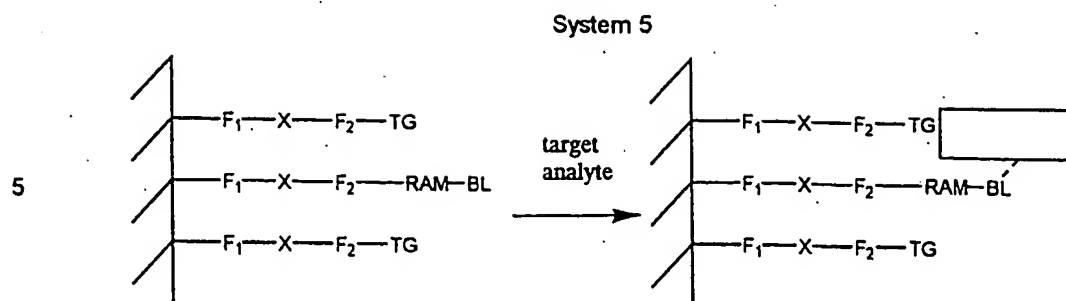 System 5
F₁—X—F₂—TG
F₁—X—F₂—TG
target
analyte
5
F₁—X—F₂—RAM—BL
F₁—X—F₂—RAM—BL
F₁—X—F₂—TG
F₁—X—F₂—TG